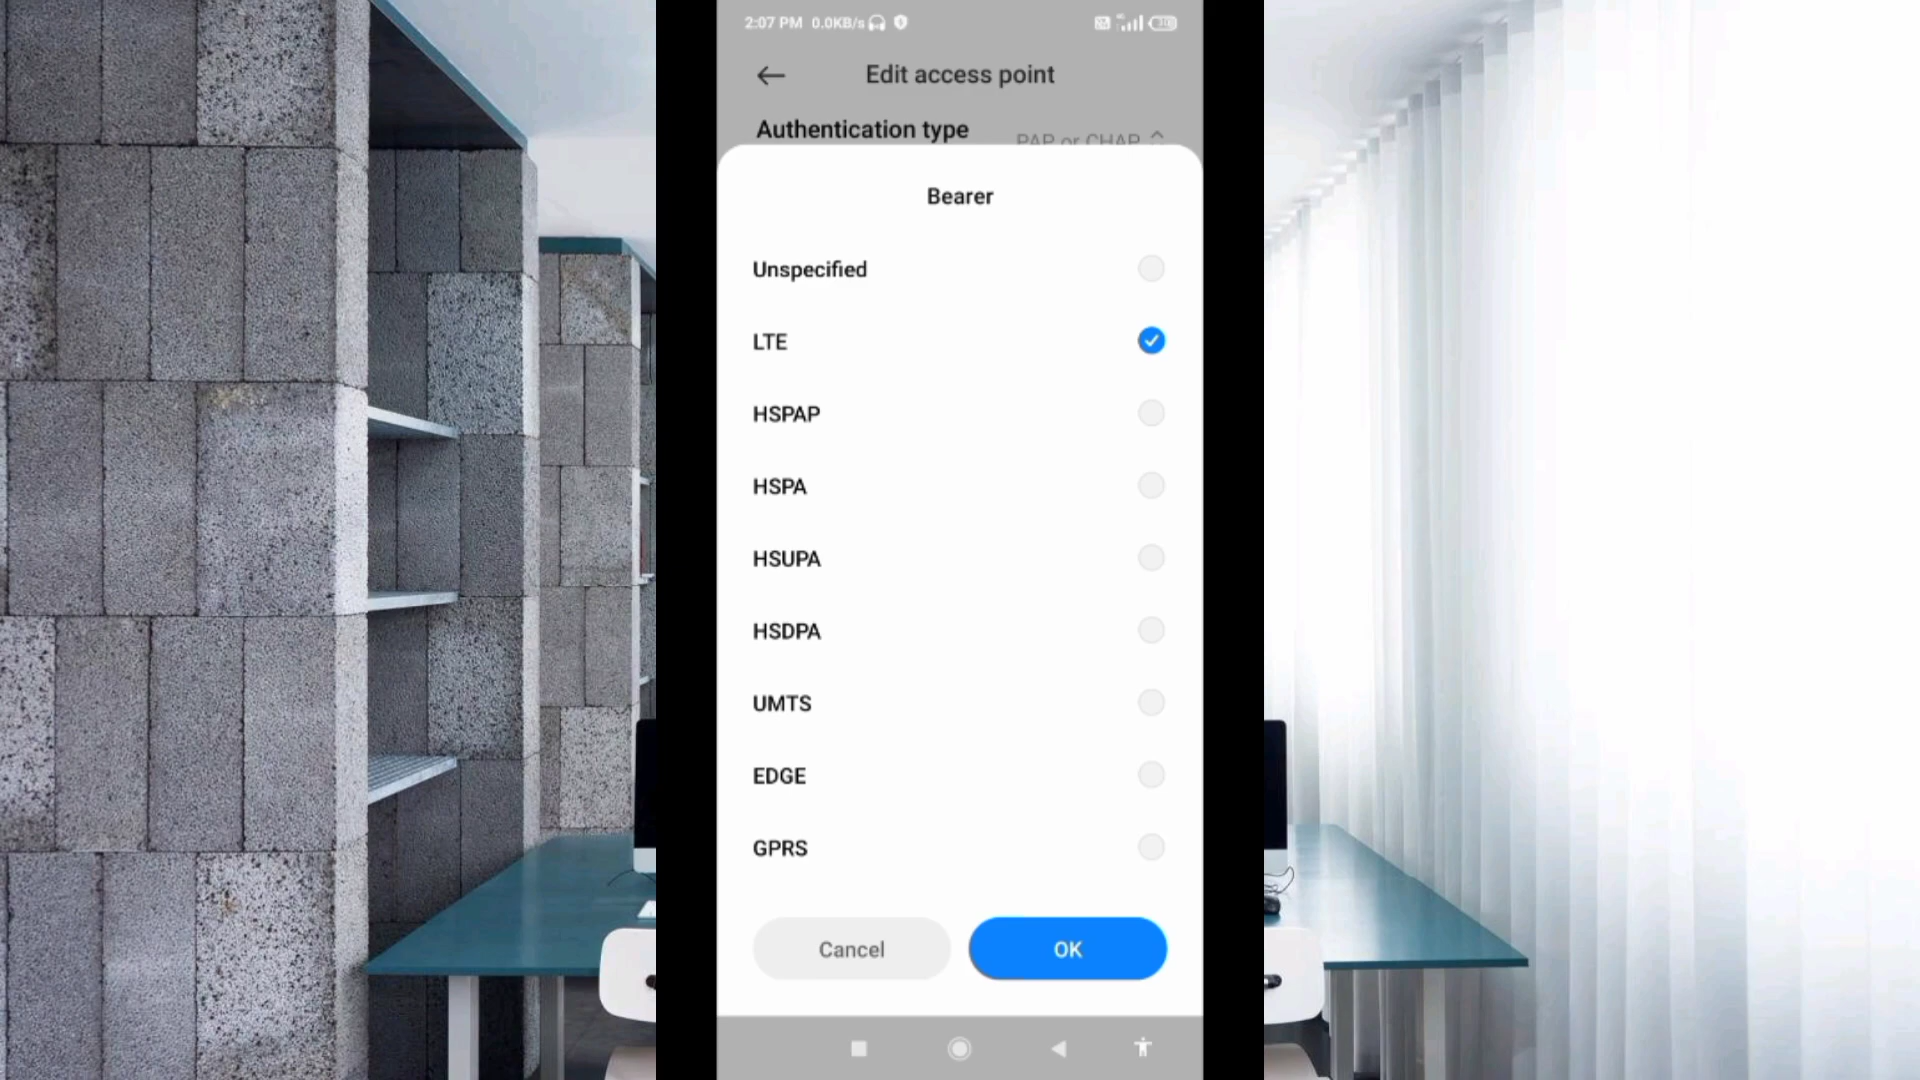 2:07 PM 0.0KB/s
Edit access point
Authentication type
PAP or CHAP
Bearer
Unspecified
LTE
HSPAP
HSPA
HSUPA
HSDPA
UMTS
EDGE
GPRS
Cancel
OK